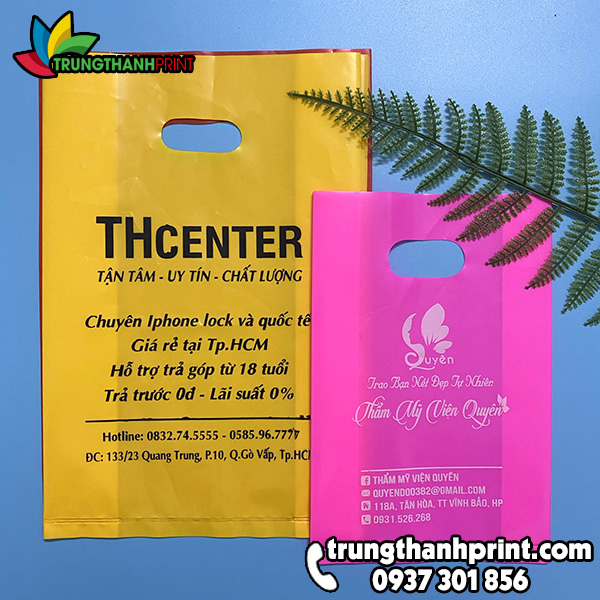 TRUNGTHANHPRINT
THCENTER
TẬN TÂM - UY TÍN - CHẤT LƯỢNG
Chuyên Iphone lock và quốc tế
Giá rẻ tại Tp.HCM
Hỗ trợ trả góp từ 18 tuổi
Trả trước 0đ - Lãi suất 0%
Hotline: 0832.74.5555 - 0585.96.7777
ĐC: 133/23 Quang Trung, P.10, Q.Gò Vấp, Tp.HCM
Quyên
Trao Bạn Nét Đẹp Tự Nhiên
Thẩm Mỹ Viện Quyên
THẨM MỸ VIỆN QUYÊN
QUYEND00382@GMAIL.COM
118A, TÂN HÒA, TT VĨNH BẢO, HP
0931.526.268
trungthanhprint.com
0937 301 856